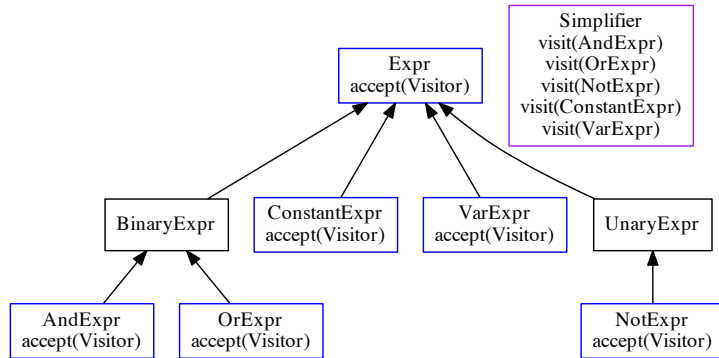 Simplifier
visit(AndExpr)
visit(OrExpr)
visit(NotExpr)
visit(ConstantExpr)
visit(VarExpr)
Expr
accept(Visitor)
BinaryExpr
ConstantExpr
accept(Visitor)
VarExpr
accept(Visitor)
UnaryExpr
AndExpr
accept(Visitor)
OrExpr
accept(Visitor)
NotExpr
accept(Visitor)